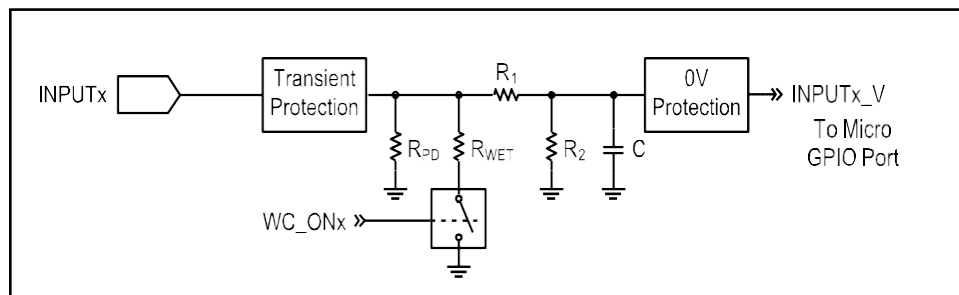 INPUTx
Transient
Protection
R1
0V
Protection
INPUTx_V
To Micro
GPIO Port
RPD
RWET
R2
C
WC_ONx